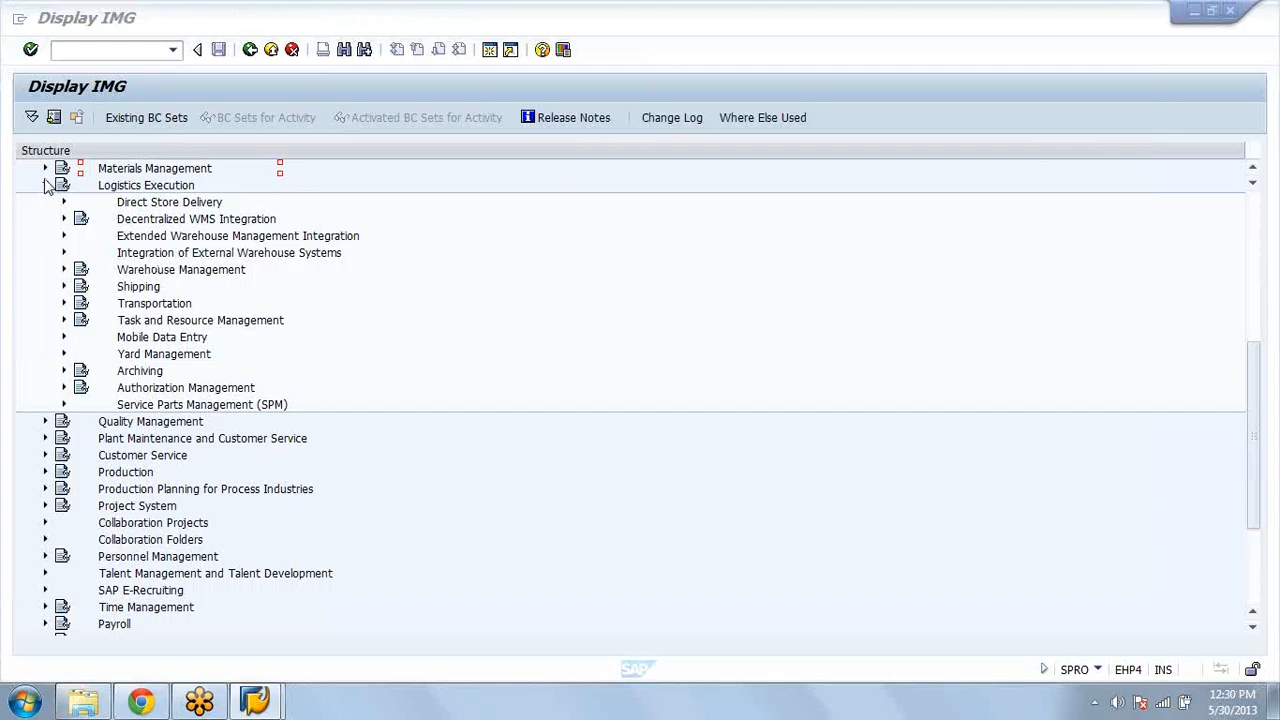 Display IMG
Display IMG
Existing BC Sets BC Sets for Activity Activated BC Sets for Activity Release Notes Change Log Where Else Used
Structure
Materials Management
Logistics Execution
Direct Store Delivery
Decentralized WMS Integration
Extended Warehouse Management Integration
Integration of External Warehouse Systems
Warehouse Management
Shipping
Transportation
Task and Resource Management
Mobile Data Entry
Yard Management
Archiving
Authorization Management
Service Parts Management (SPM)
Quality Management
Plant Maintenance and Customer Service
Customer Service
Production
Production Planning for Process Industries
Project System
Collaboration Projects
Collaboration Folders
Personnel Management
Talent Management and Talent Development
SAP E-Recruiting
Time Management
Payroll
SAP SPRO EHP4 INS
12:30 PM
5/30/2013